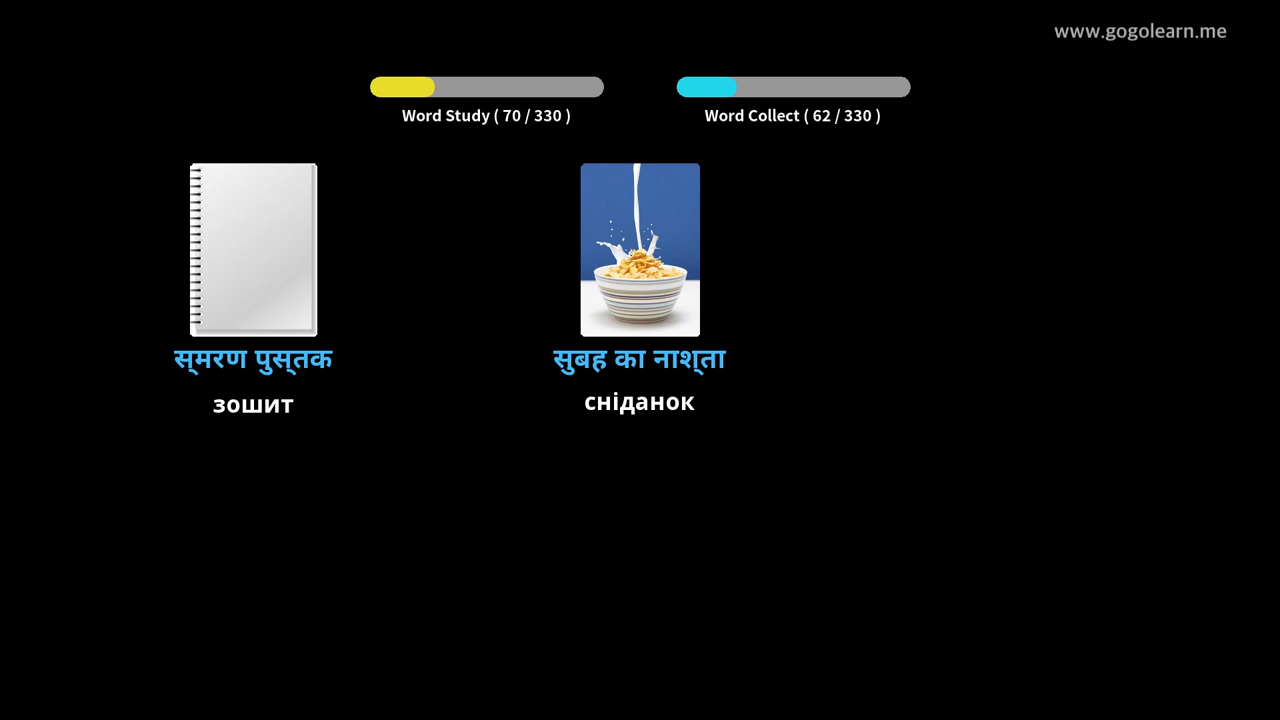 www.gogolearn.me
Word Study ( 70 / 330 )
Word Collect ( 62 / 330 )
स्मरण पुस्तक
सुबह का नाश्ता
зошит
сніданок